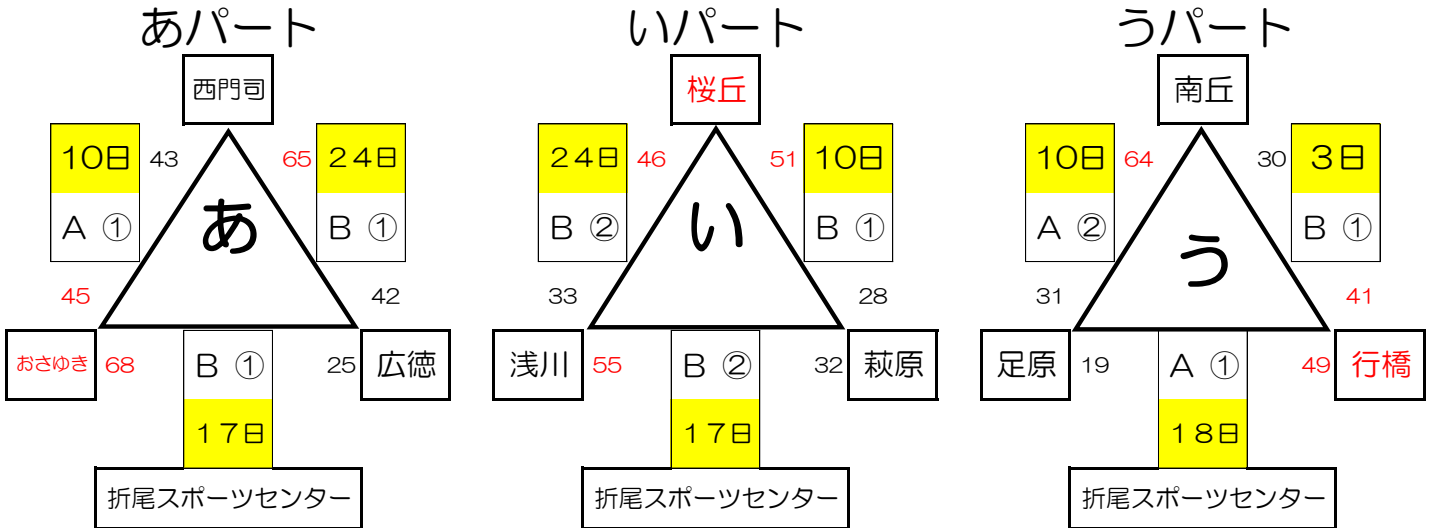 あパート
いパート
うパート
西門司
桜丘
南丘
10日 43 65 24日
24日 46 51 10日
10日 64 30 3日
あ
い
う
A ① B ①
B ② B ①
A ② B ①
45 42
33 28
31 41
おさゆき 68 B ① 25 広徳
浅川 55 B ② 32 萩原
足原 19 A ① 49 行橋
17日
17日
18日
折尾スポーツセンター
折尾スポーツセンター
折尾スポーツセンター